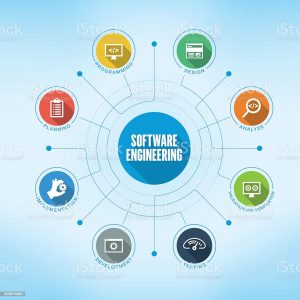 SOFTWARE
ENGINEERING
PROGRAMMING
DESIGN
ANALYZE
TESTING
DEVELOPMENT
IMPLEMENTATION
PLANNING
iStock